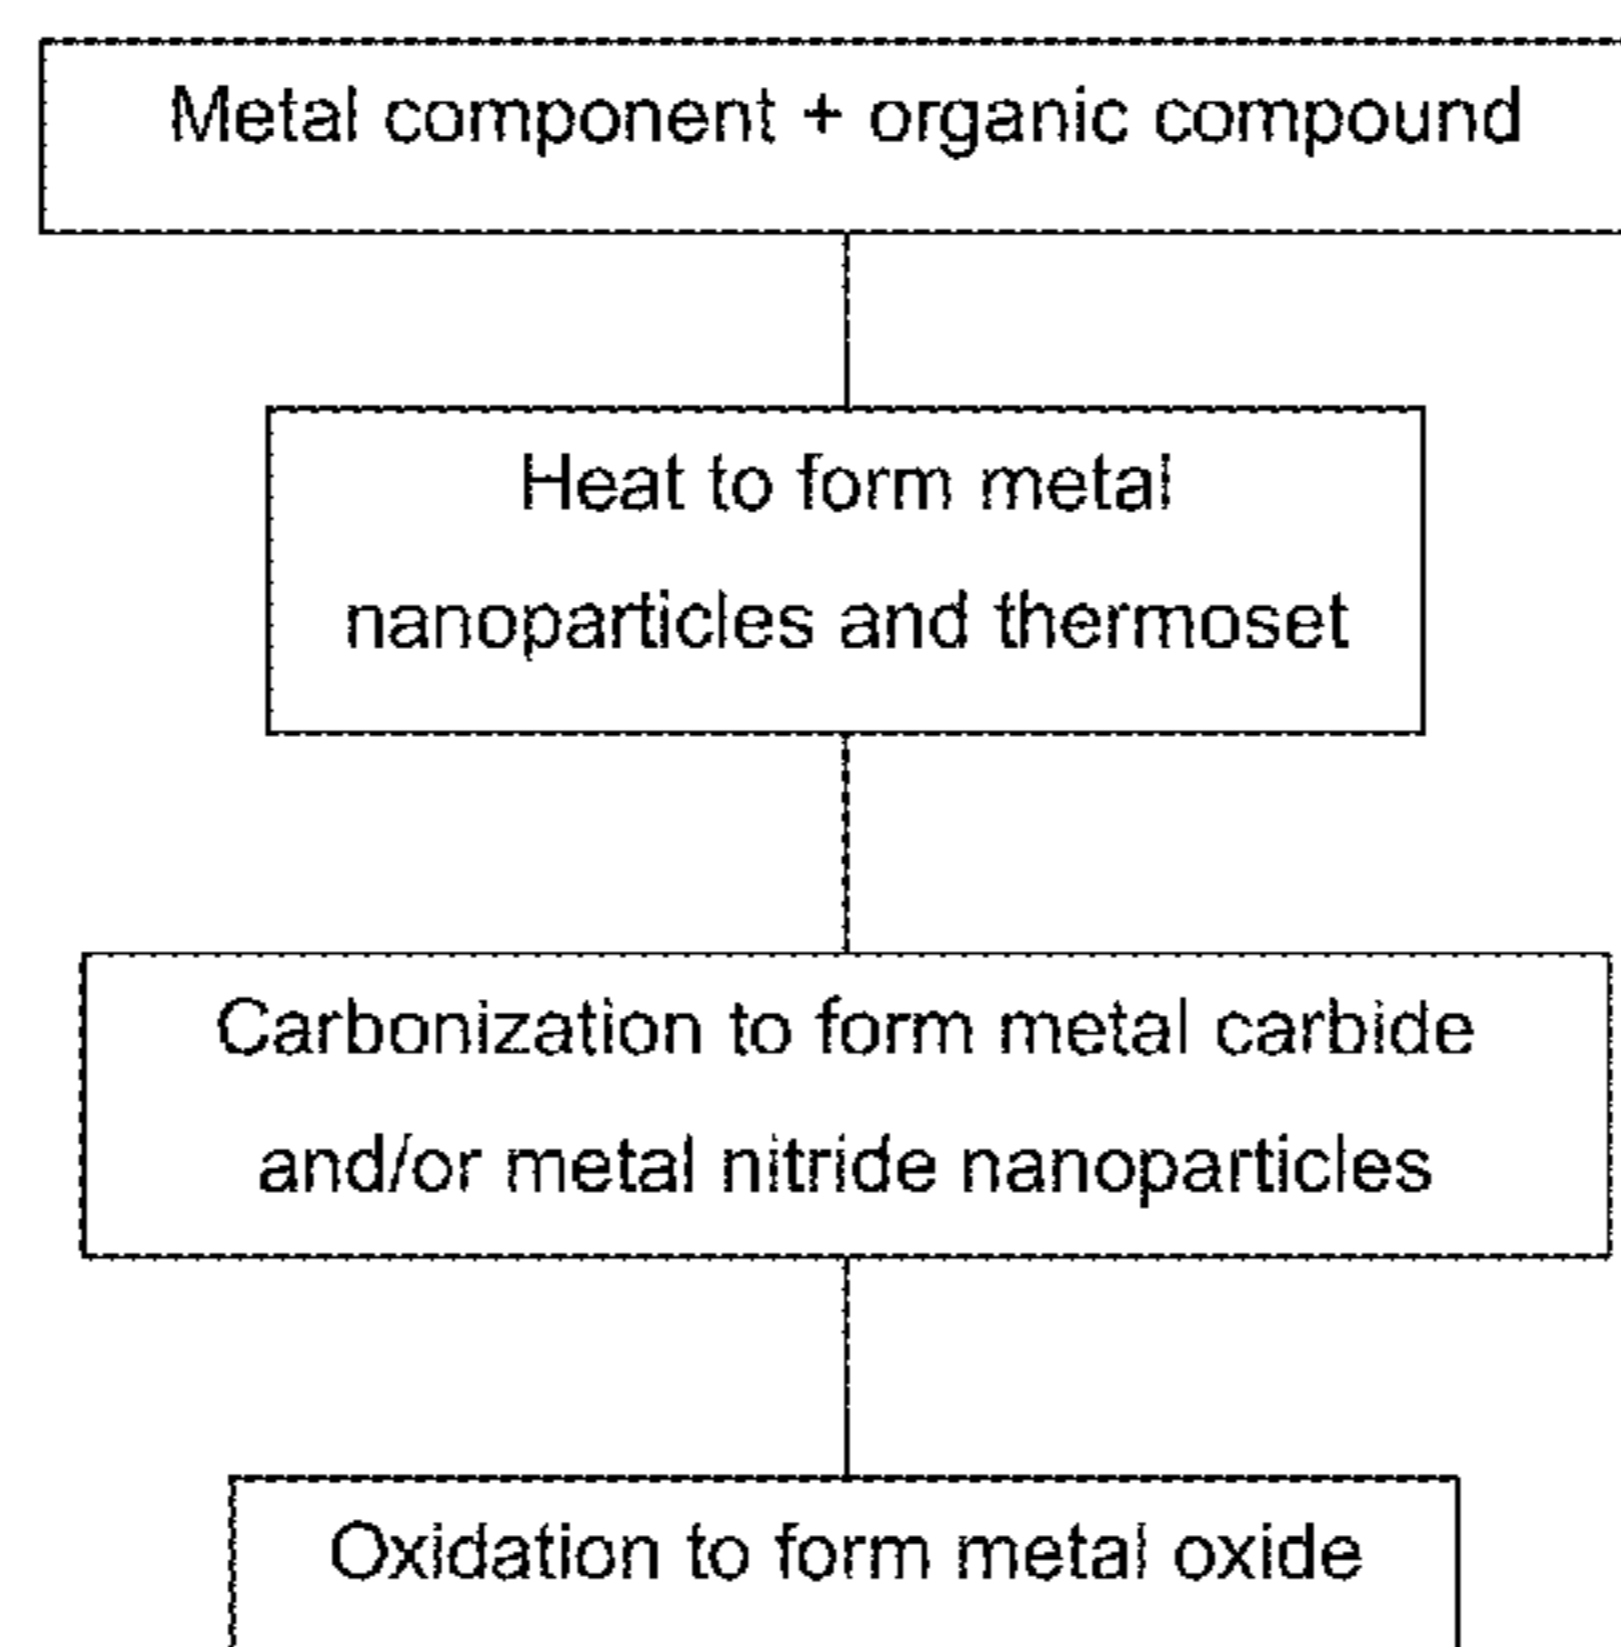 Metal component + organic compound
Heat to form metal
nanoparticles and thermoset
Carbonization to form metal carbide
and/or metal nitride nanoparticles
Oxidation to form metal oxide